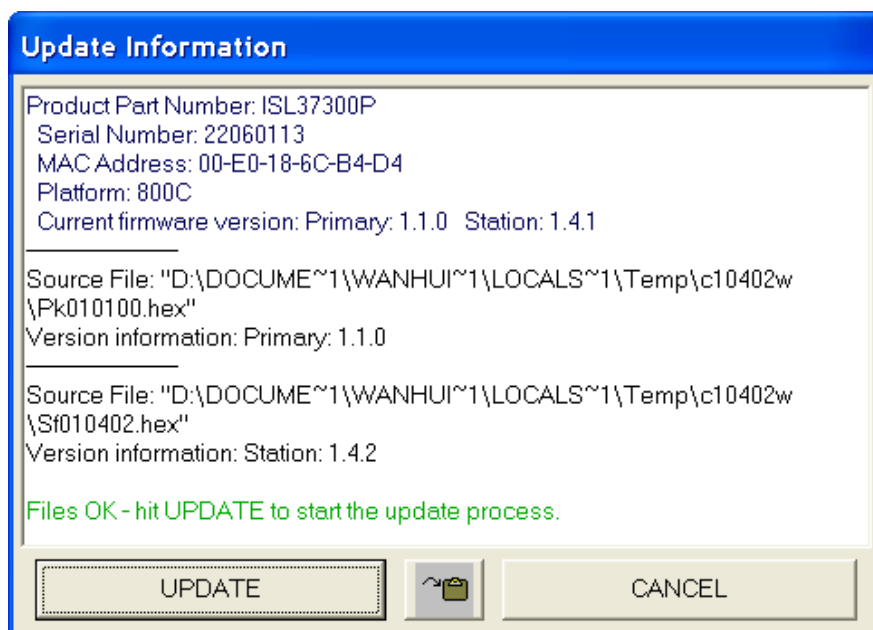 Update Information
Product Part Number: ISL37300P
Serial Number: 22060113
MAC Address: 00-E0-18-6C-B4-D4
Platform: 800C
Current firmware version: Primary: 1.1.0 Station: 1.4.1
Source File: "D:\DOCUME~1\WANHUI~1\LOCALS~1\Temp\c10402w
\Pk010100.hex"
Version information: Primary: 1.1.0
Source File: "D:\DOCUME~1\WANHUI~1\LOCALS~1\Temp\c10402w
\Sf010402.hex"
Version information: Station: 1.4.2
Files OK - hit UPDATE to start the update process.
UPDATE CANCEL